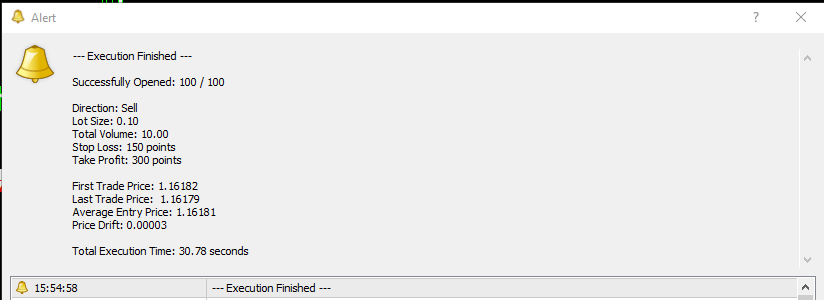 Alert
--- Execution Finished ---
Successfully Opened: 100 / 100
Direction: Sell
Lot Size: 0.10
Total Volume: 10.00
Stop Loss: 150 points
Take Profit: 300 points
First Trade Price: 1.16182
Last Trade Price:  1.16179
Average Entry Price: 1.16181
Price Drift: 0.00003
Total Execution Time: 30.78 seconds
15:54:58 --- Execution Finished ---